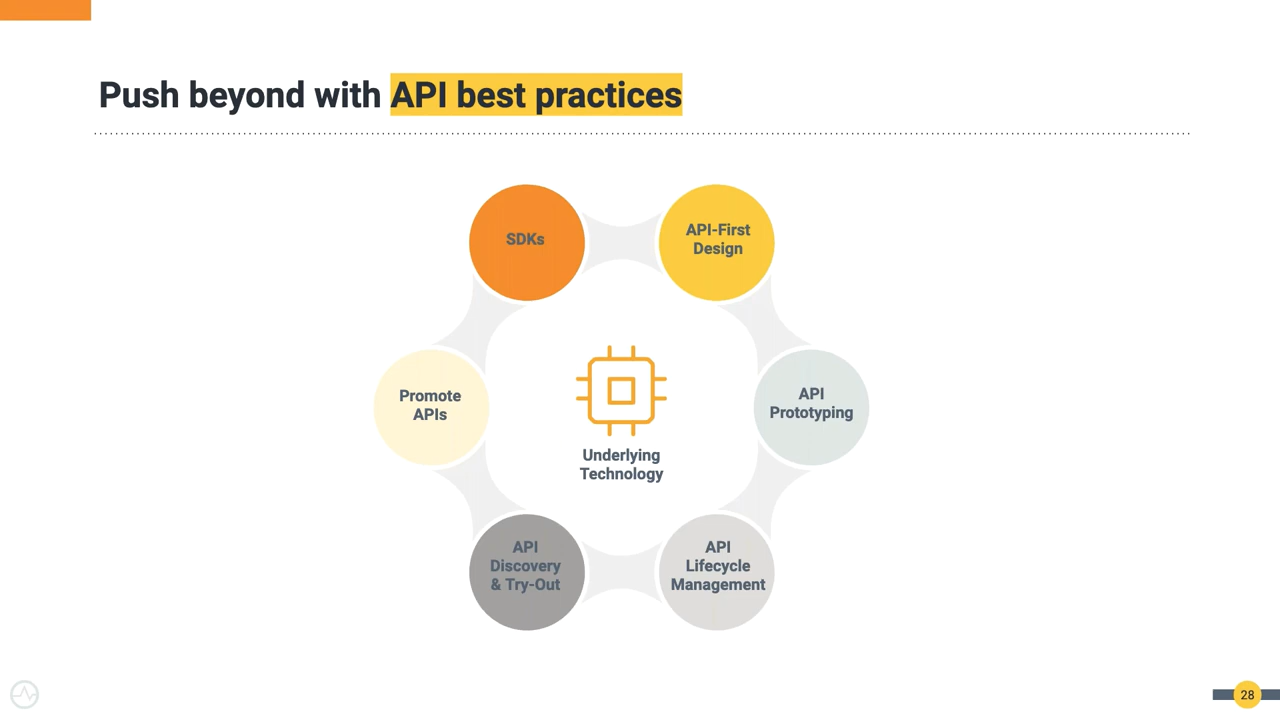 Push beyond with API best practices
SDKs
API-First
Design
Promote
APIs
API
Prototyping
Underlying
Technology
API
Discovery
& Try-Out
API
Lifecycle
Management
28